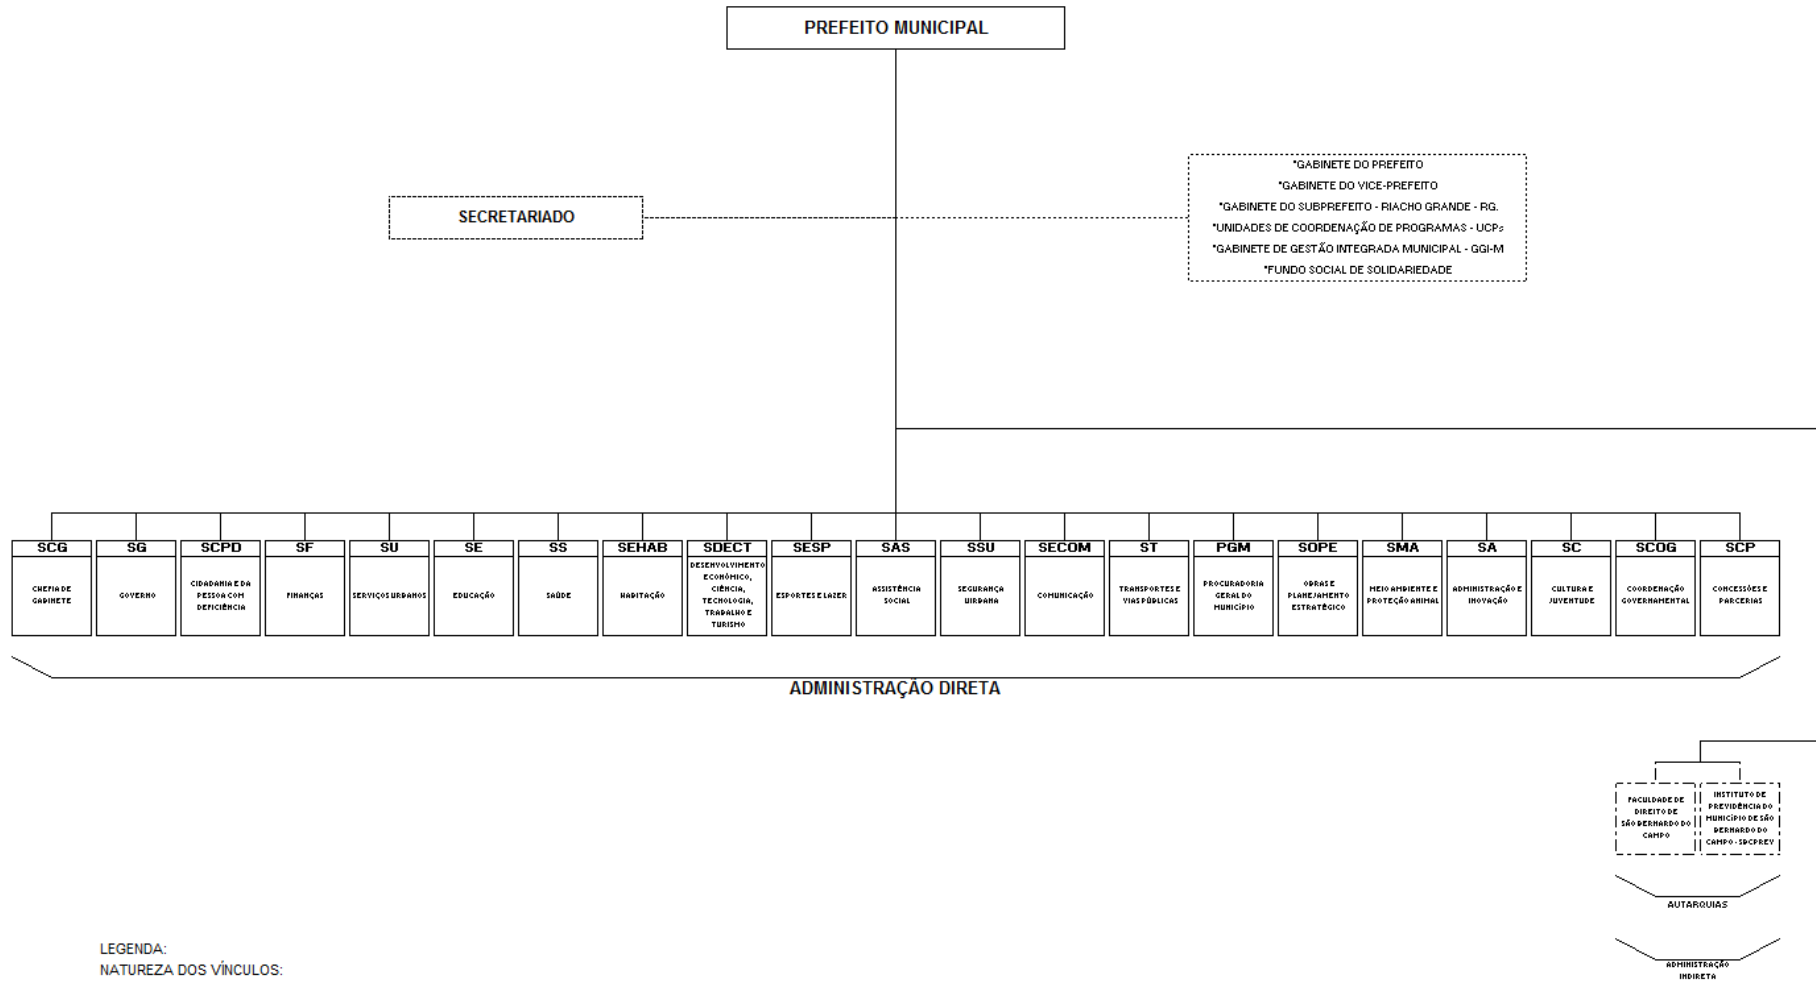 PREFEITO MUNICIPAL
*GABINETE DO PREFEITO
*GABINETE DO VICE-PREFEITO
*GABINETE DO SUBPREFEITO - RIACHO GRANDE - RG.
*UNIDADES DE COORDENAÇÃO DE PROGRAMAS - UCPs
*GABINETE DE GESTÃO INTEGRADA MUNICIPAL - GGI-M
*FUNDO SOCIAL DE SOLIDARIEDADE
SECRETARIADO
SCG
CHEFIA DE
GABINETE
SG
GOVERNO
SCPD
CIDADANIA E DA
PESSOA COM
DEFICIÊNCIA
SF
FINANÇAS
SU
SERVIÇOS URBANOS
SE
EDUCAÇÃO
SS
SAÚDE
SEHAB
HABITAÇÃO
SDECT
DESENVOLVIMENTO
ECONÔMICO,
CIÊNCIA,
TECNOLOGIA,
TRABALHO E
TURISMO
SESP
ESPORTES E LAZER
SAS
ASSISTÊNCIA
SOCIAL
SSU
SEGURANÇA
URBANA
SECOM
COMUNICAÇÃO
ST
TRANSPORTES E
VIAS PÚBLICAS
PGM
PROCURADORIA
GERAL DO
MUNICÍPIO
SOPE
OBRAS E
PLANEJAMENTO
ESTRATÉGICO
SMA
MEIO AMBIENTE E
PROTEÇÃO ANIMAL
SA
ADMINISTRAÇÃO E
INOVAÇÃO
SC
CULTURA E
JUVENTUDE
SCOG
COORDENAÇÃO
GOVERNAMENTAL
SCP
CONCESSÕES E
PARCERIAS
ADMINISTRAÇÃO DIRETA
FACULDADE DE
DIREITO DE
SÃO BERNARDO DO
CAMPO
INSTITUTO DE
PREVIDÊNCIA DO
MUNICÍPIO DE SÃO
BERNARDO DO
CAMPO - SBCPREV
AUTARQUIAS
ADMINISTRAÇÃO
INDIRETA
LEGENDA:
NATUREZA DOS VÍNCULOS: